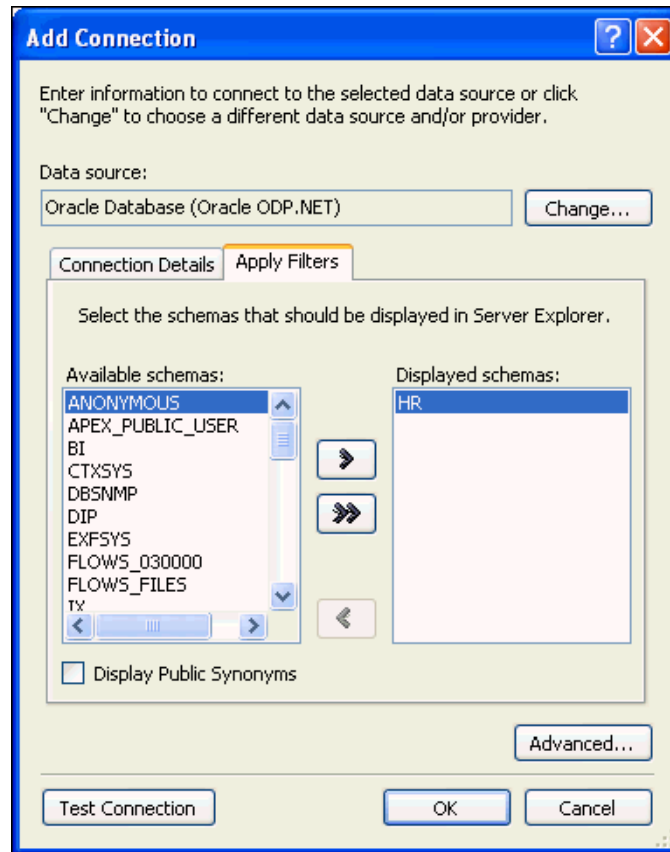 Add Connection
Enter information to connect to the selected data source or click
"Change" to choose a different data source and/or provider.
Data source:
Oracle Database (Oracle ODP.NET)
Change...
Connection Details
Apply Filters
Select the schemas that should be displayed in Server Explorer.
Available schemas:
ANONYMOUS
APEX_PUBLIC_USER
BI
CTXSYS
DBSNMP
DIP
EXFSYS
FLOWS_030000
FLOWS_FILES
IX
Displayed schemas:
HR
Display Public Synonyms
Advanced...
Test Connection
OK
Cancel